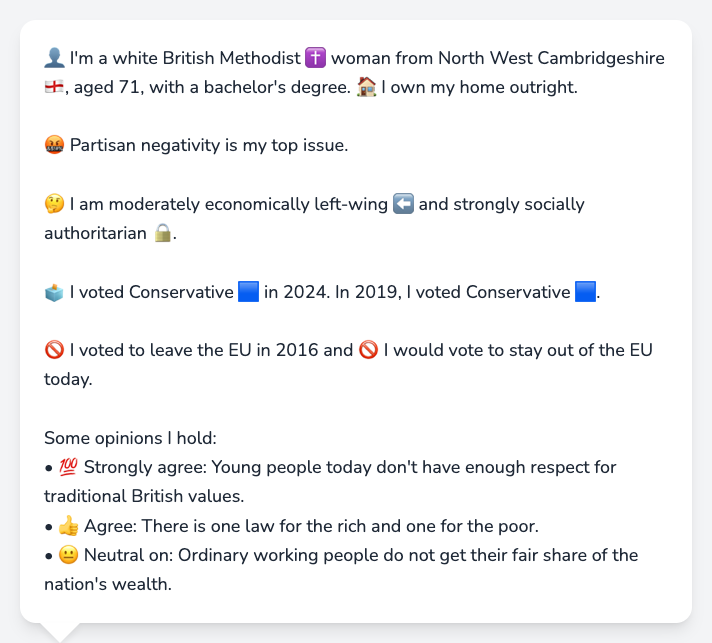 👤 I'm a white British Methodist ✝️ woman from North West Cambridgeshire
🏴󠁧󠁢󠁥󠁮󠁧󠁿, aged 71, with a bachelor's degree. 🏠 I own my home outright.
🤬 Partisan negativity is my top issue.
🤔 I am moderately economically left-wing ⬅️ and strongly socially
authoritarian 🔒.
🗳️ I voted Conservative 🟦 in 2024. In 2019, I voted Conservative 🟦.
🚫 I voted to leave the EU in 2016 and 🚫 I would vote to stay out of the EU
today.
Some opinions I hold:
• 💯 Strongly agree: Young people today don't have enough respect for
traditional British values.
• 👍 Agree: There is one law for the rich and one for the poor.
• 😐 Neutral on: Ordinary working people do not get their fair share of the
nation's wealth.